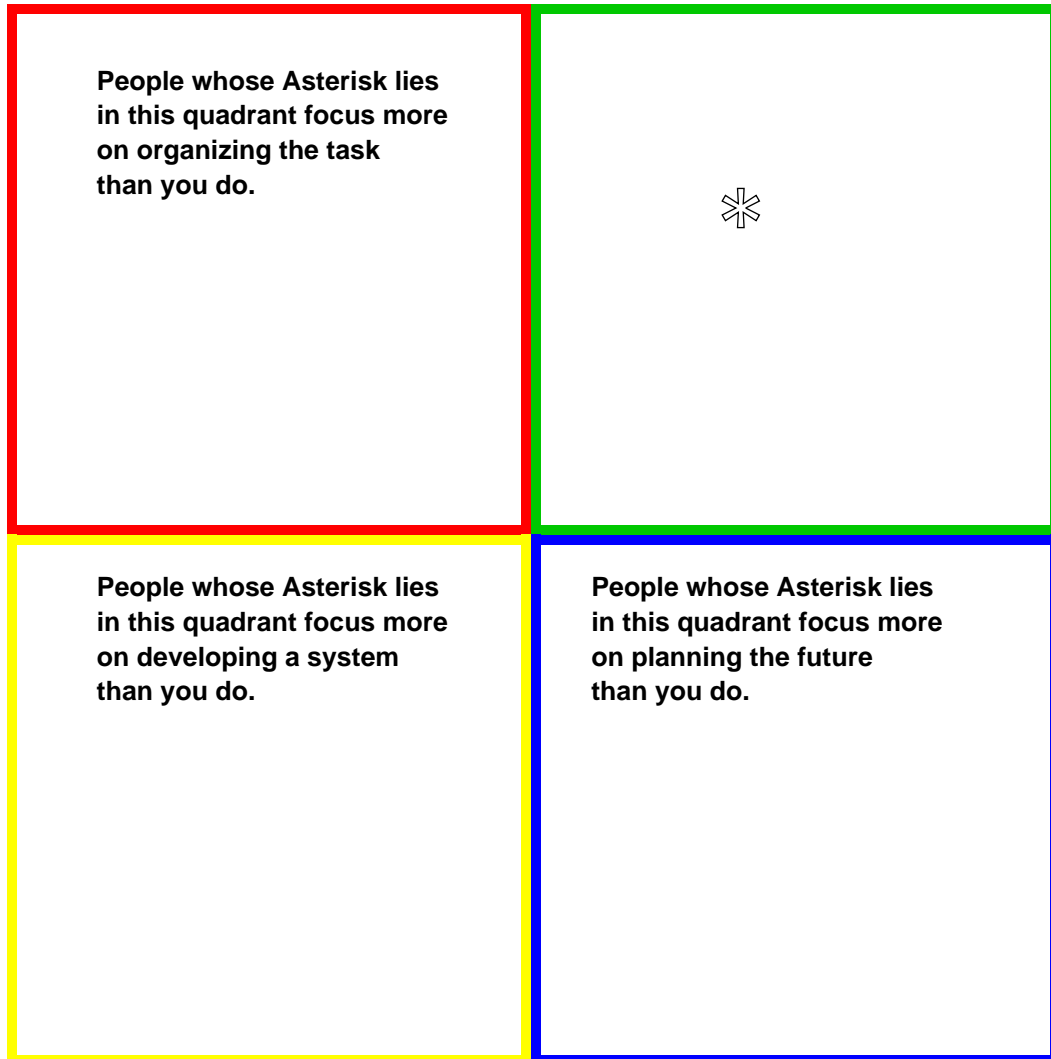 People whose Asterisk lies
in this quadrant focus more
on organizing the task
than you do.
People whose Asterisk lies
in this quadrant focus more
on developing a system
than you do.
People whose Asterisk lies
in this quadrant focus more
on planning the future
than you do.